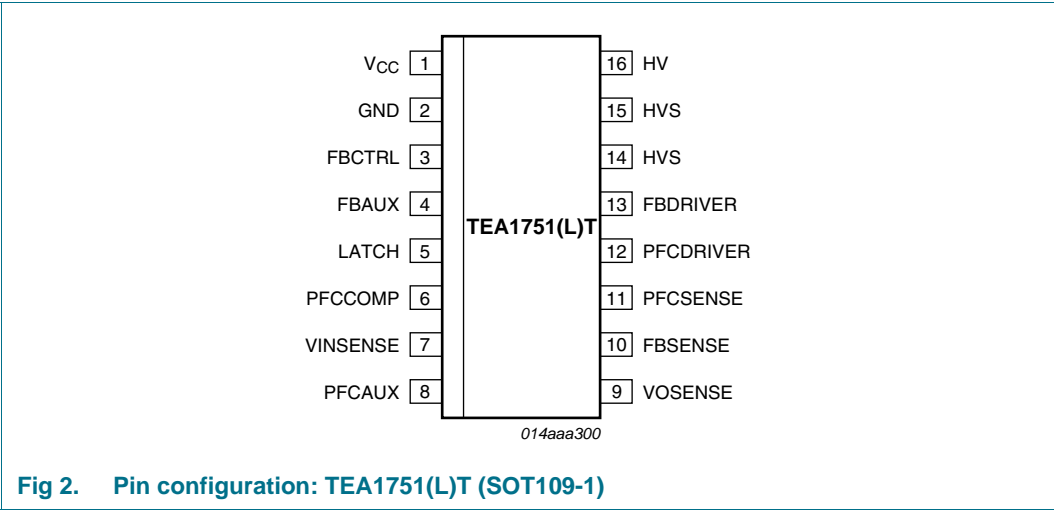 VCC 1
GND 2
FBCTRL 3
FBAUX 4
LATCH 5
PFCCOMP 6
VINSENSE 7
PFCAUX 8
TEA1751(L)T
16 HV
15 HVS
14 HVS
13 FBDRIVER
12 PFCDRIVER
11 PFCSENSE
10 FBSENSE
9 VOSENSE
014aaa300
Fig 2. Pin configuration: TEA1751(L)T (SOT109-1)